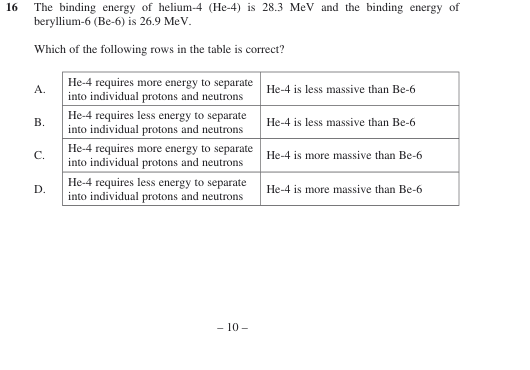 16 The binding energy of helium-4 (He-4) is 28.3 MeV and the binding energy of
beryllium-6 (Be-6) is 26.9 MeV.
Which of the following rows in the table is correct?
A. He-4 requires more energy to separate into individual protons and neutrons He-4 is less massive than Be-6
B. He-4 requires less energy to separate into individual protons and neutrons He-4 is less massive than Be-6
C. He-4 requires more energy to separate into individual protons and neutrons He-4 is more massive than Be-6
D. He-4 requires less energy to separate into individual protons and neutrons He-4 is more massive than Be-6
– 10 –